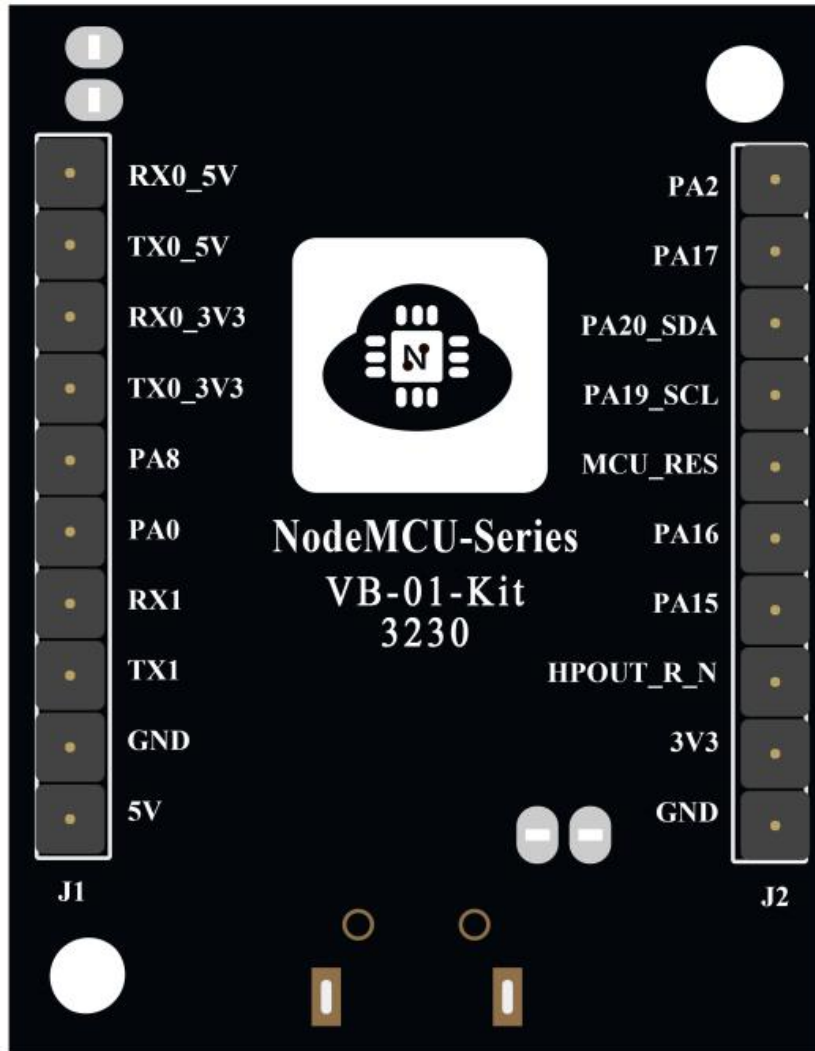 RX0_5V
TX0_5V
RX0_3V3
TX0_3V3
PA8
PA0
RX1
TX1
GND
5V
J1
N
NodeMCU-Series
VB-01-Kit
3230
PA2
PA17
PA20_SDA
PA19_SCL
MCU_RES
PA16
PA15
HPOUT_R_N
3V3
GND
J2